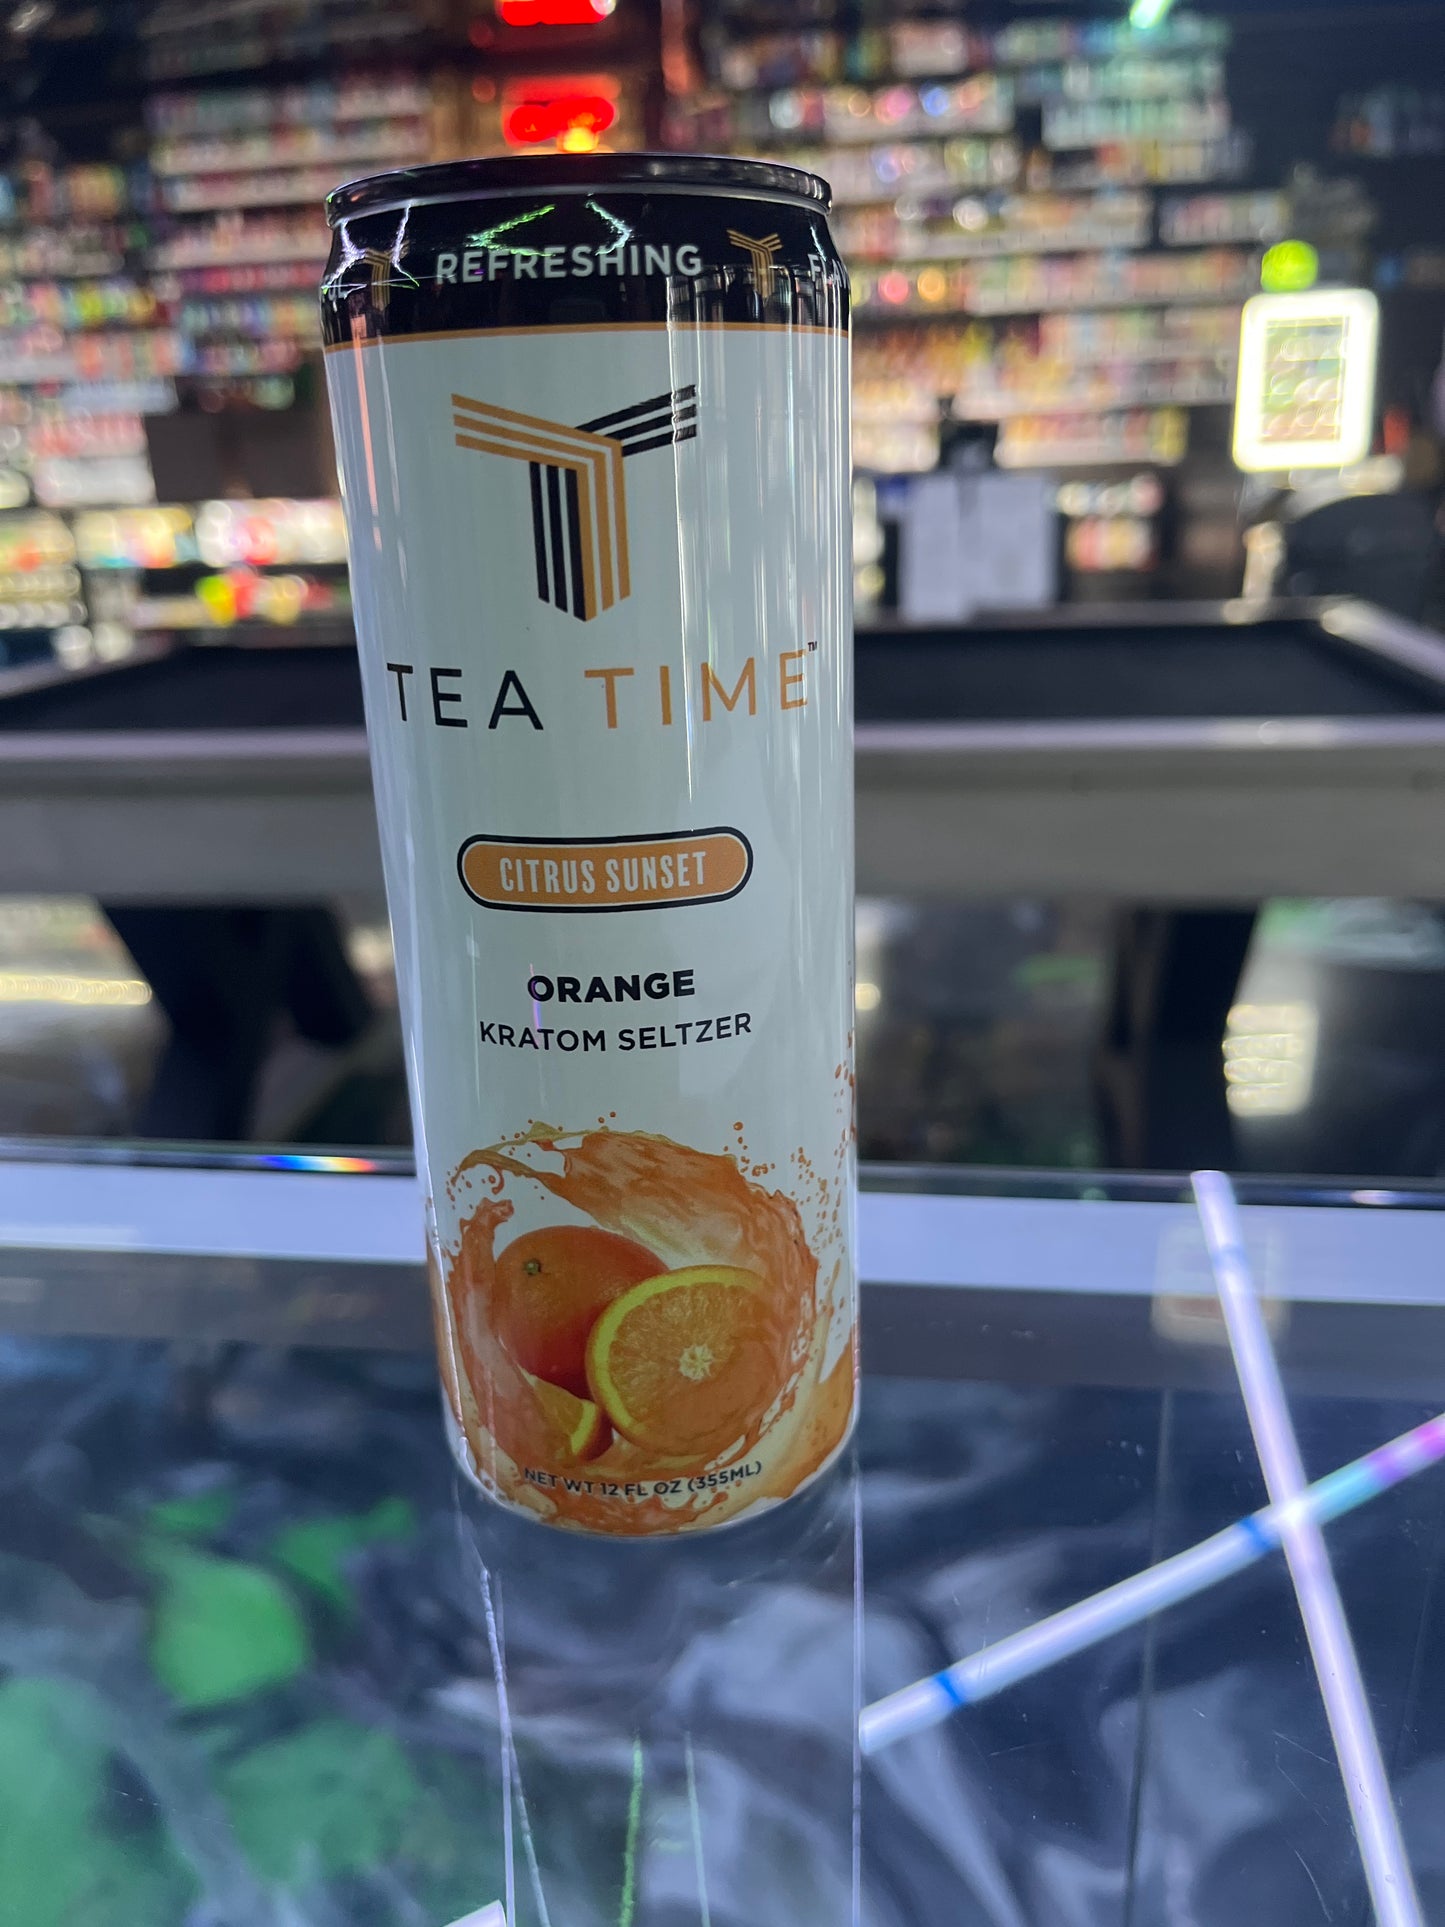 REFRESHING
TEA TIME™
CITRUS SUNSET
ORANGE
KRATOM SELTZER
NET WT 12 FL OZ (355ML)